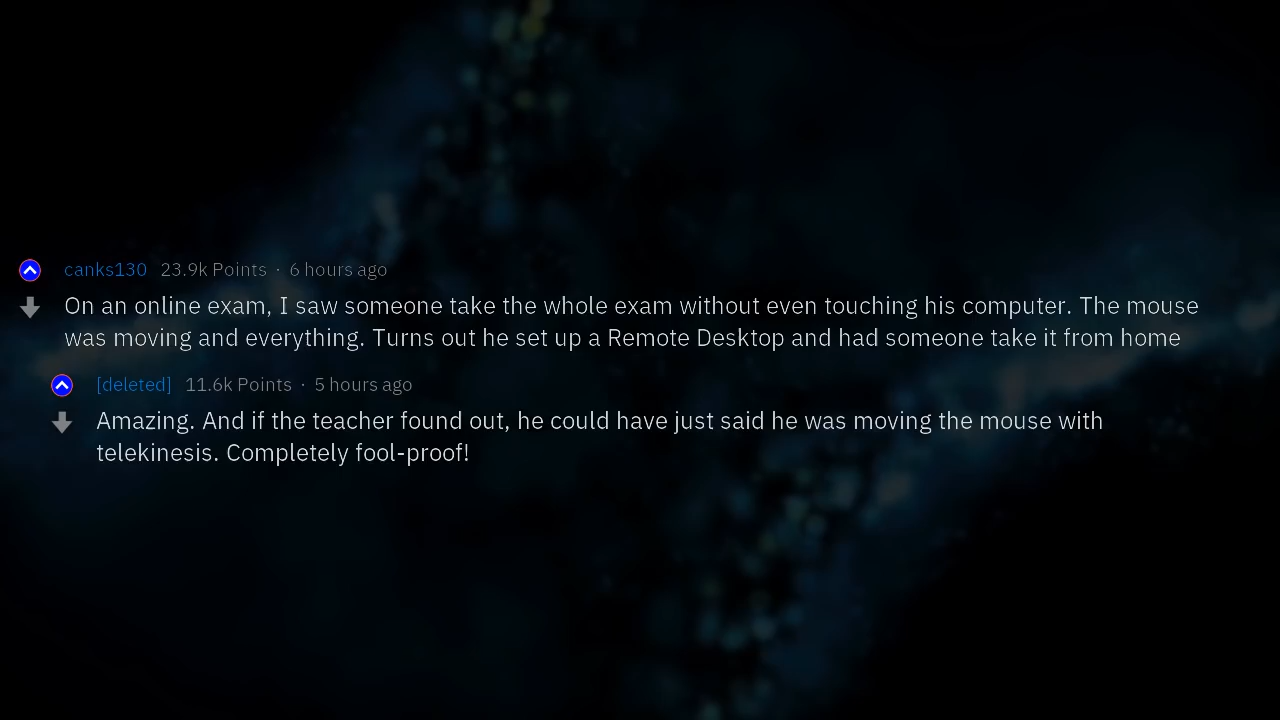 canks130 23.9k Points · 6 hours ago
On an online exam, I saw someone take the whole exam without even touching his computer. The mouse
was moving and everything. Turns out he set up a Remote Desktop and had someone take it from home
[deleted] 11.6k Points · 5 hours ago
Amazing. And if the teacher found out, he could have just said he was moving the mouse with
telekinesis. Completely fool-proof!